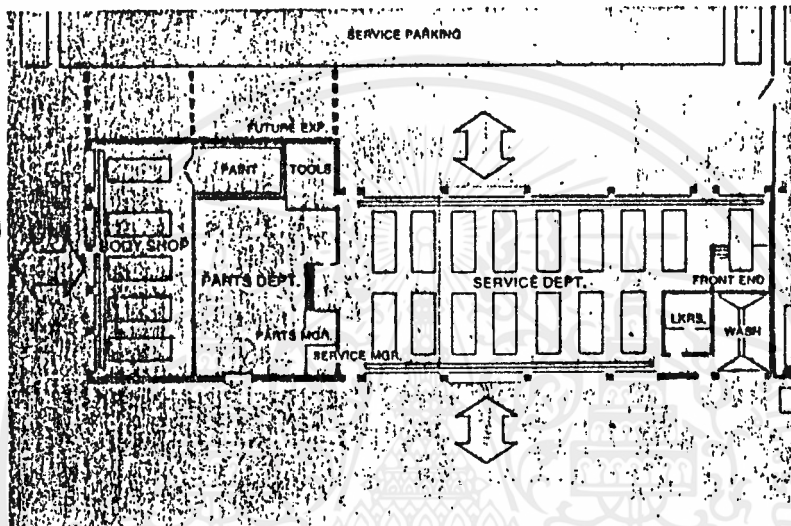 SERVICE PARKING
FUTURE EXP.
PAINT
TOOLS
BODY SHOP
PARTS DEPT.
SERVICE DEPT.
FRONT END
LKRS.
WASH
PARTS MGR.
SERVICE MGR.